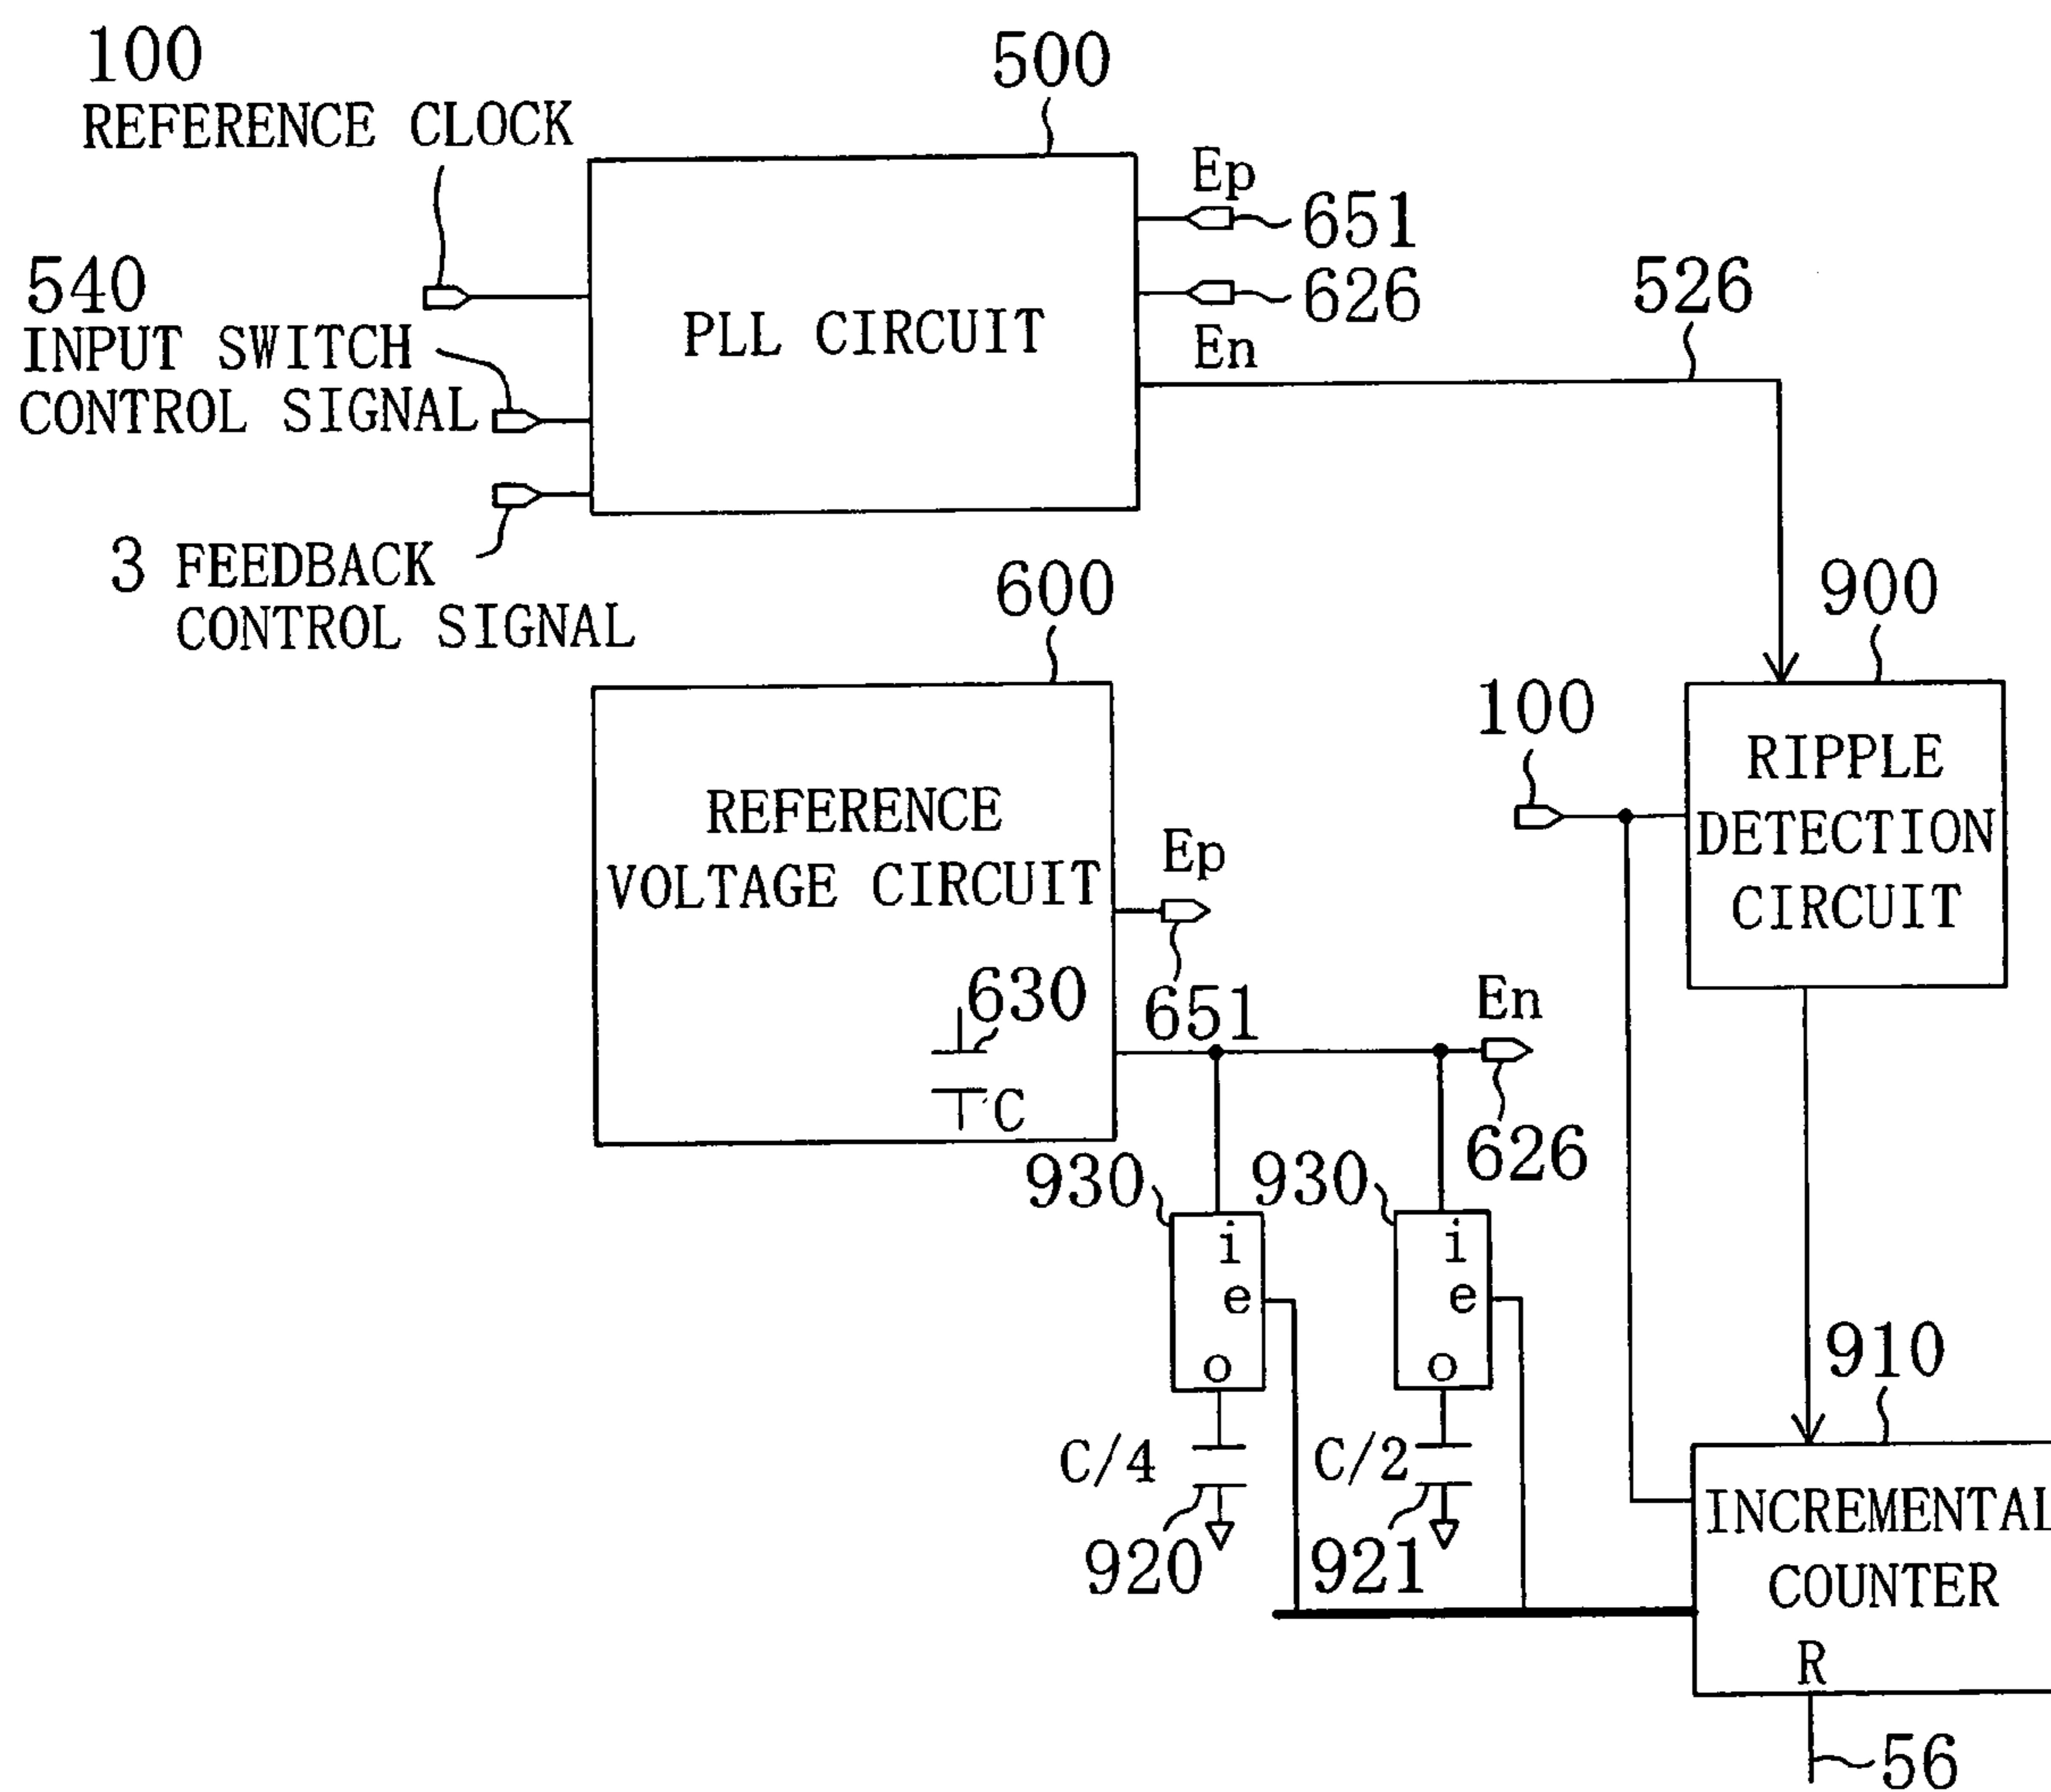 100
REFERENCE CLOCK
500
Ep
651
540
INPUT SWITCH
CONTROL SIGNAL
PLL CIRCUIT
626
En
526
3 FEEDBACK
CONTROL SIGNAL
600
900
100
RIPPLE
DETECTION
CIRCUIT
REFERENCE
VOLTAGE CIRCUIT
Ep
651
630
C
En
626
930
930
i
e
o
i
e
o
C/4
920
C/2
921
910
INCREMENTAL
COUNTER
R
56